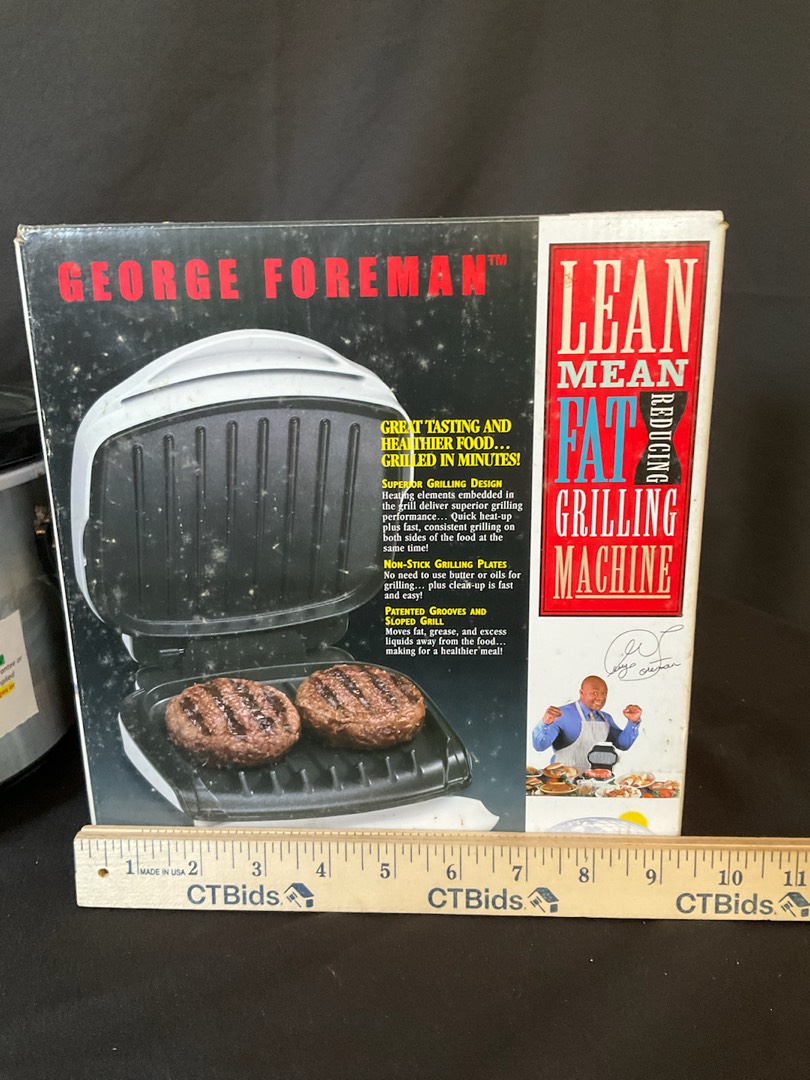 GEORGE FOREMAN™
GREAT TASTING AND
HEALTHIER FOOD...
GRILLED IN MINUTES!
SUPERIOR GRILLING DESIGN
Heating elements embedded in
the grill deliver superior grilling
performance... Quick heat-up
plus fast, consistent grilling on
both sides of the food at the
same time!
NON-STICK GRILLING PLATES
No need to use butter or oils for
grilling... plus clean-up is fast
and easy!
PATENTED GROOVES AND
SLOPED GRILL
Moves fat, grease, and excess
liquids away from the food...
making for a healthier meal!
LEAN
MEAN
FAT
REDUCING
GRILLING
MACHINE
George Foreman
1 MADE IN USA 2 3 4 5 6 7 8 9 10 11
CTBids CTBids CTBids